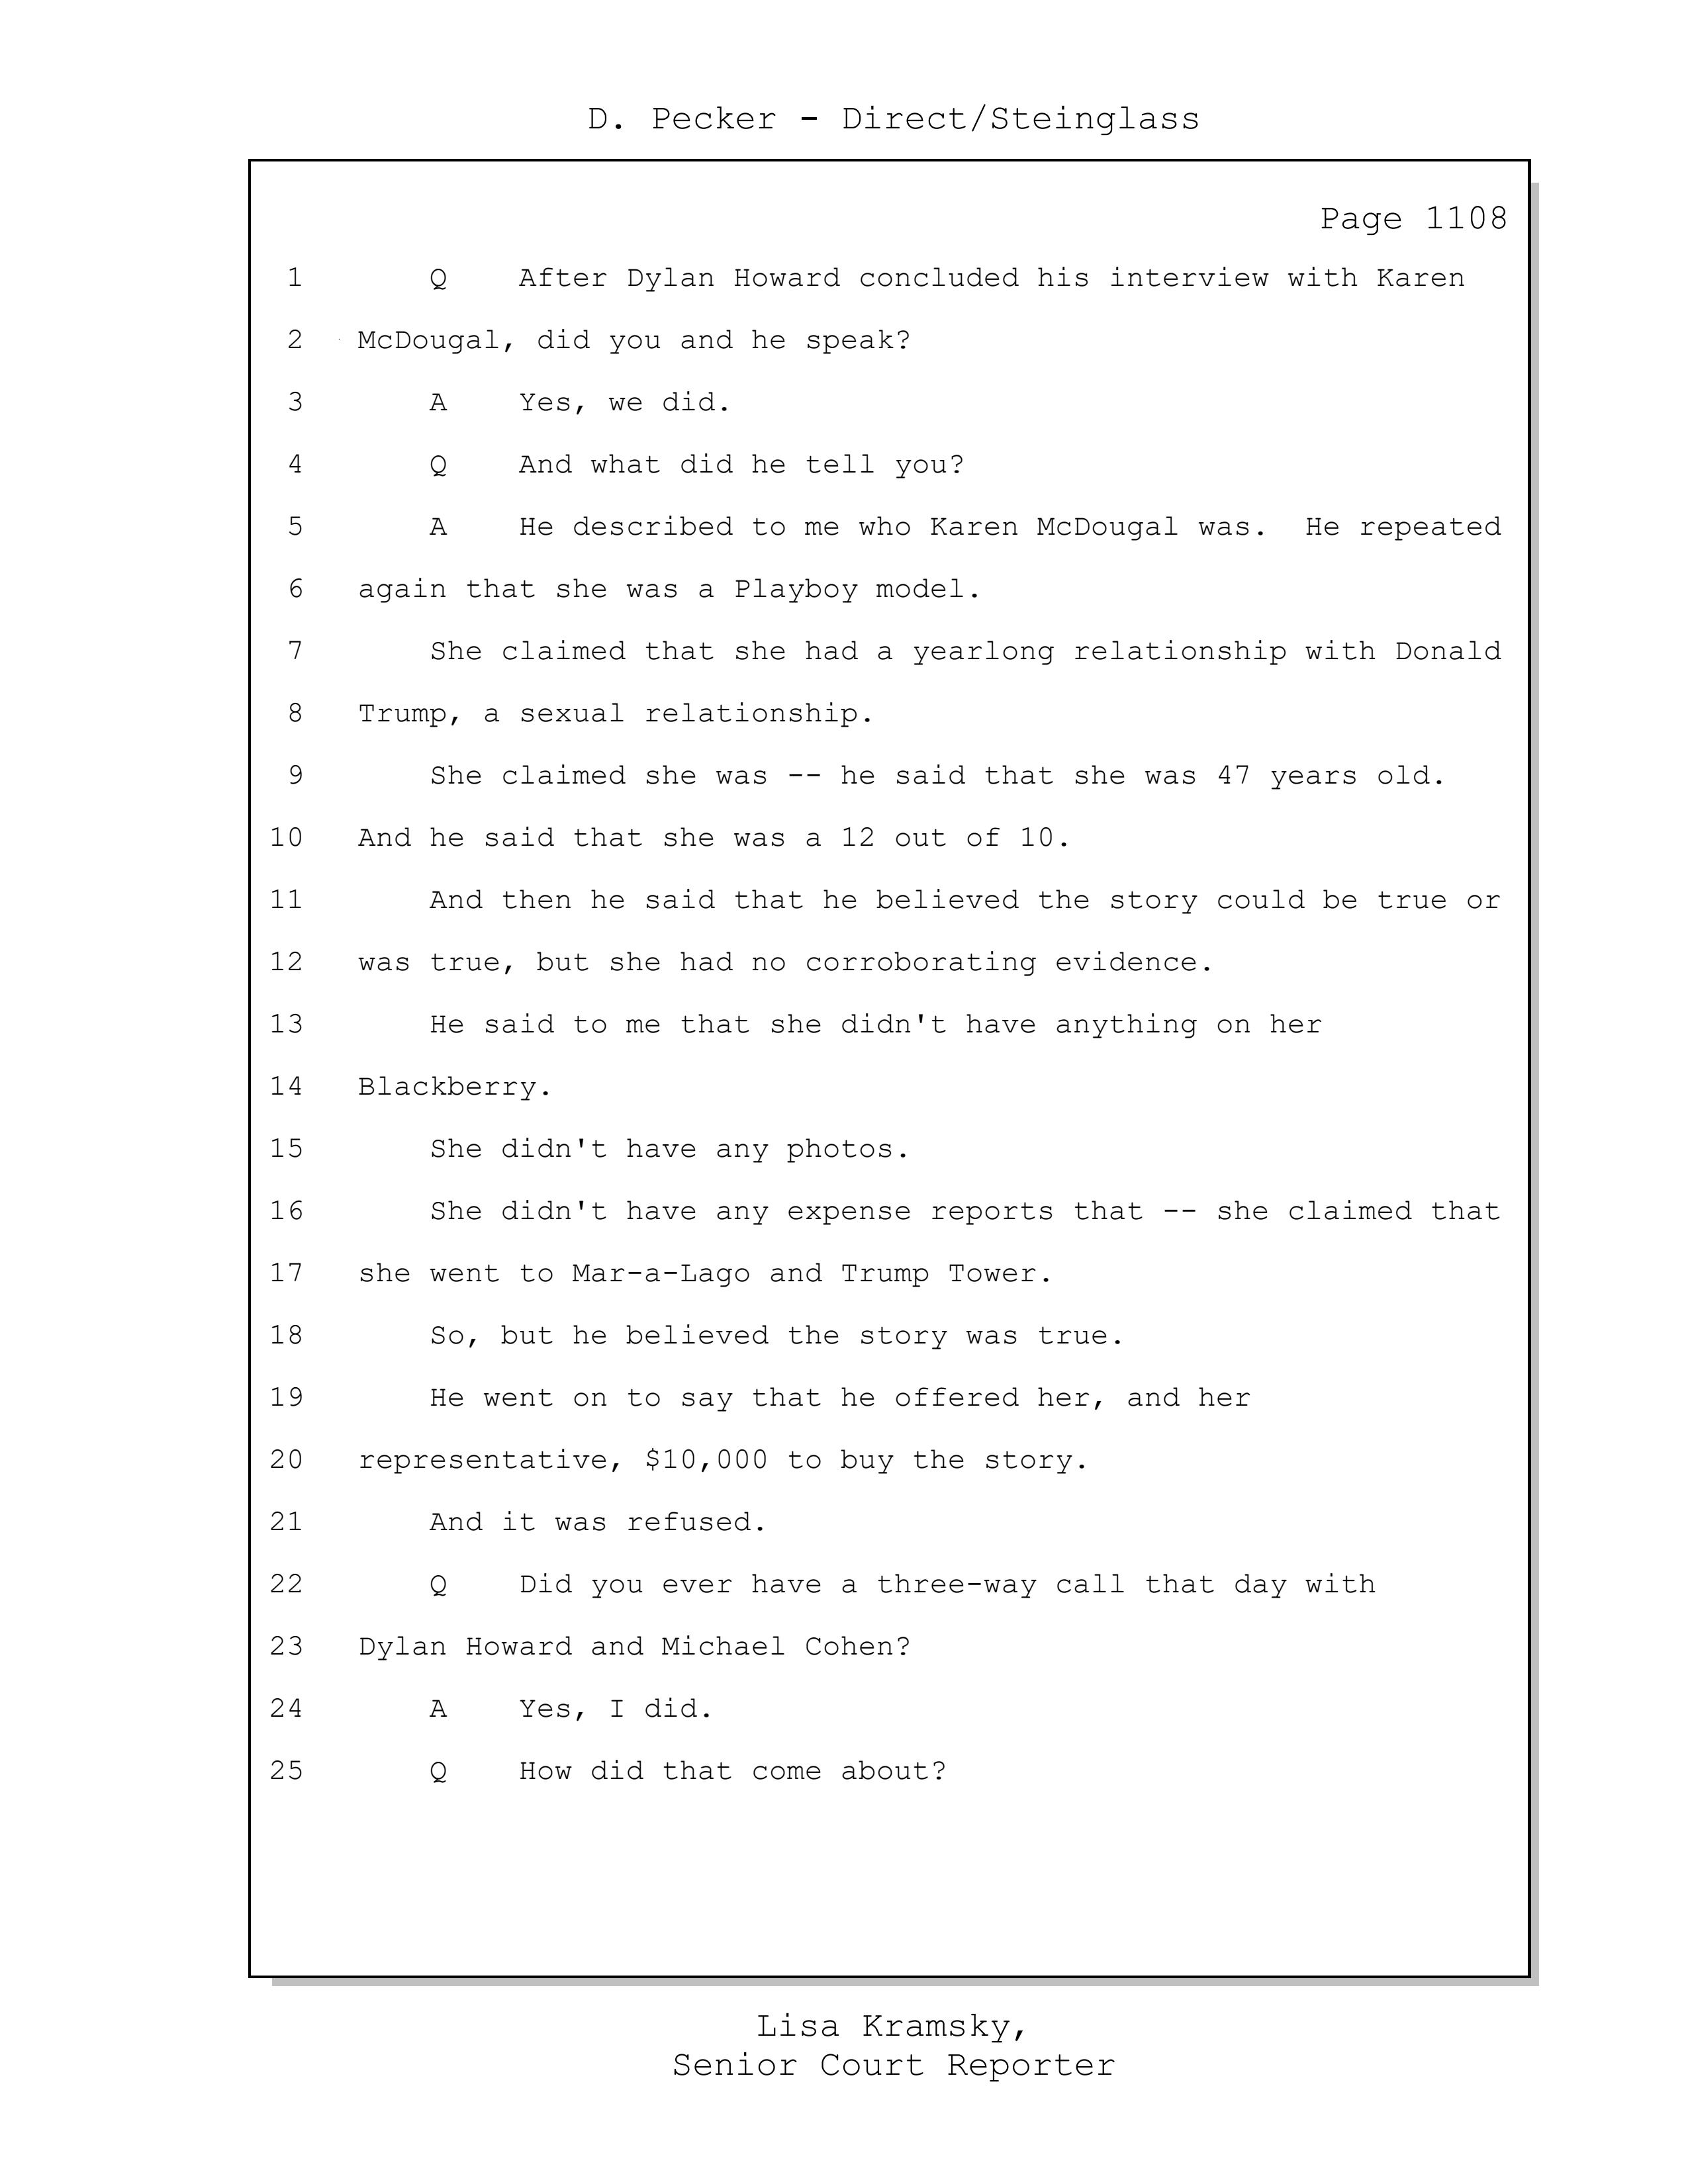 D. Pecker - Direct/Steinglass
Page 1108
1 Q After Dylan Howard concluded his interview with Karen
2 McDougal, did you and he speak?
3 A Yes, we did.
4 Q And what did he tell you?
5 A He described to me who Karen McDougal was. He repeated
6 again that she was a Playboy model.
7 She claimed that she had a yearlong relationship with Donald
8 Trump, a sexual relationship.
9 She claimed she was -- he said that she was 47 years old.
10 And he said that she was a 12 out of 10.
11 And then he said that he believed the story could be true or
12 was true, but she had no corroborating evidence.
13 He said to me that she didn't have anything on her
14 Blackberry.
15 She didn't have any photos.
16 She didn't have any expense reports that -- she claimed that
17 she went to Mar-a-Lago and Trump Tower.
18 So, but he believed the story was true.
19 He went on to say that he offered her, and her
20 representative, $10,000 to buy the story.
21 And it was refused.
22 Q Did you ever have a three-way call that day with
23 Dylan Howard and Michael Cohen?
24 A Yes, I did.
25 Q How did that come about?
Lisa Kramsky,
Senior Court Reporter